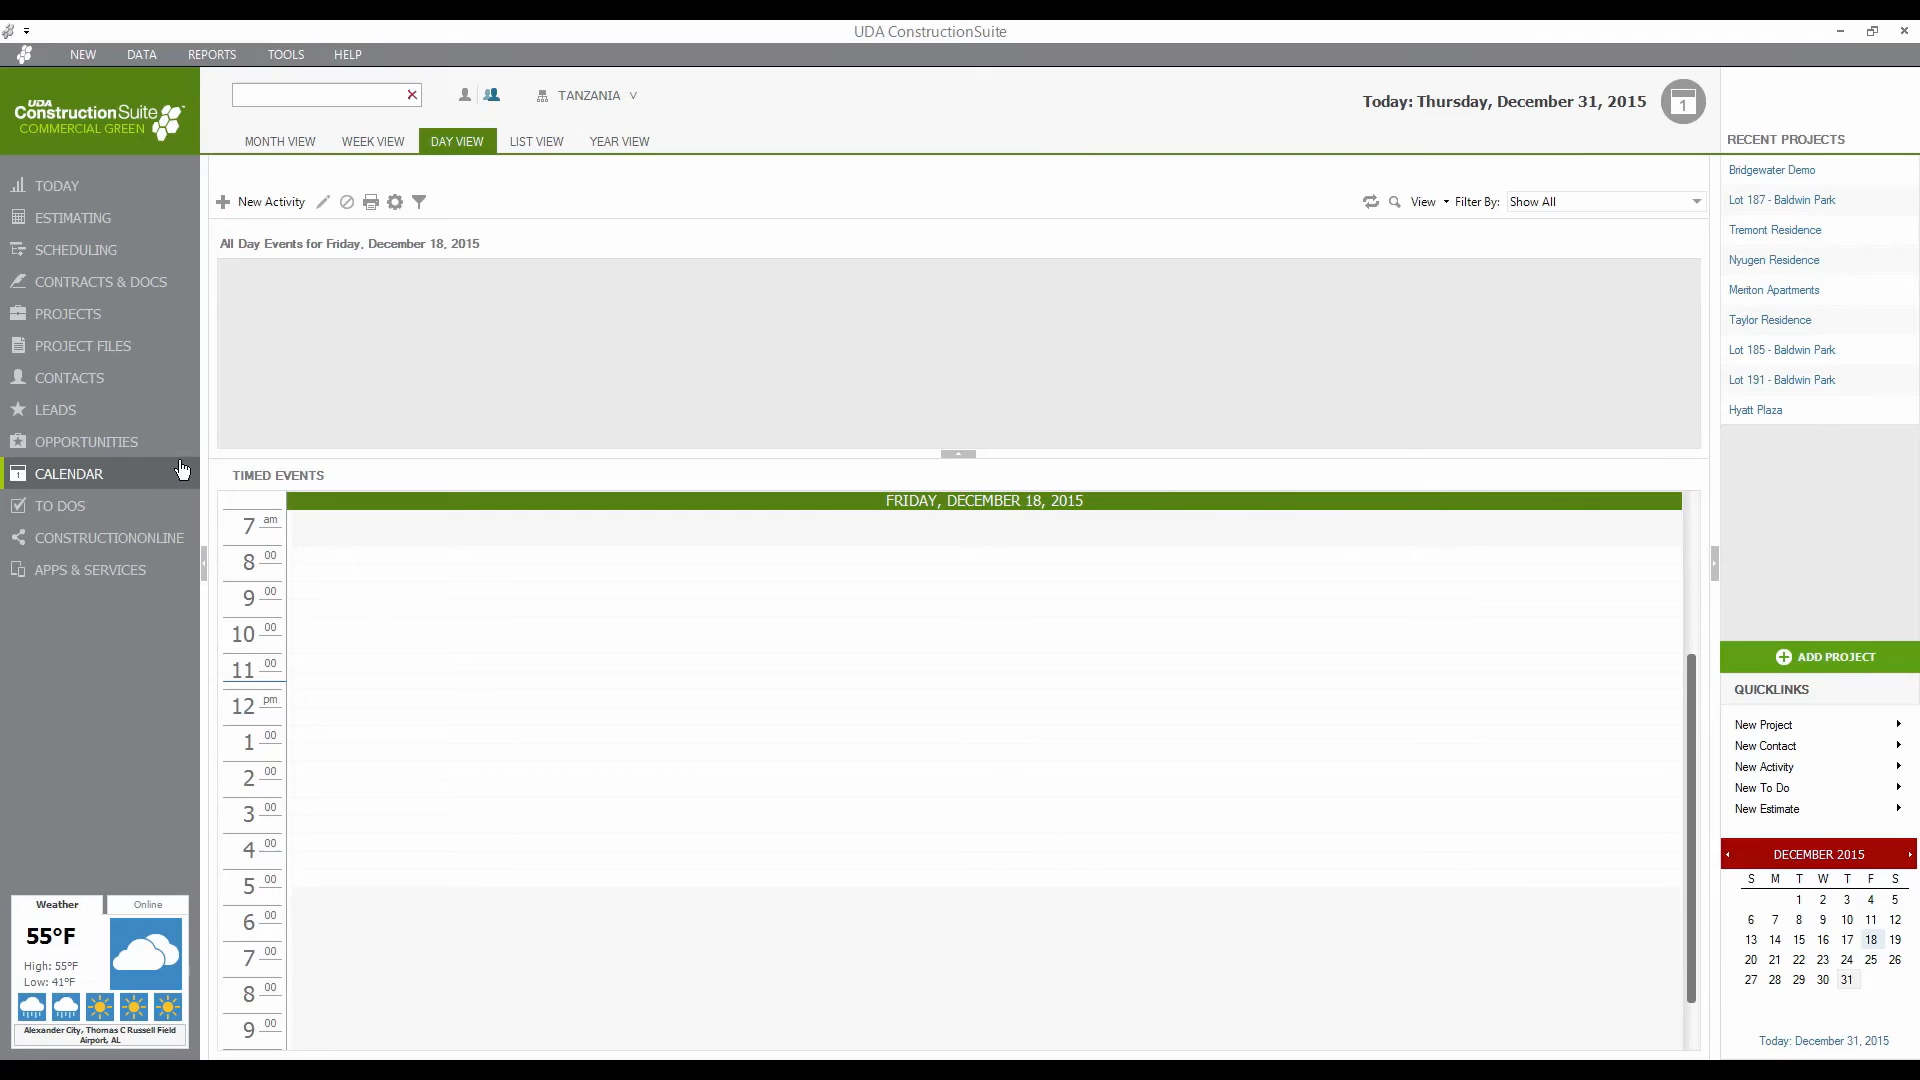 UDA ConstructionSuite
NEW DATA REPORTS TOOLS HELP
UDA
ConstructionSuite™
COMMERCIAL GREEN
TANZANIA
Today: Thursday, December 31, 2015
1
MONTH VIEW WEEK VIEW DAY VIEW LIST VIEW YEAR VIEW
TODAY
ESTIMATING
SCHEDULING
CONTRACTS & DOCS
PROJECTS
PROJECT FILES
CONTACTS
LEADS
OPPORTUNITIES
CALENDAR
TO DOS
CONSTRUCTIONONLINE
APPS & SERVICES
Weather Online
55°F
High: 55°F
Low: 41°F
Alexander City, Thomas C Russell Field
Airport, AL
New Activity
View Filter By: Show All
All Day Events for Friday, December 18, 2015
TIMED EVENTS
FRIDAY, DECEMBER 18, 2015
7 am
8 00
9 00
10 00
11 00
12 pm
1 00
2 00
3 00
4 00
5 00
6 00
7 00
8 00
9 00
RECENT PROJECTS
Bridgewater Demo
Lot 187 - Baldwin Park
Tremont Residence
Nyugen Residence
Meriton Apartments
Taylor Residence
Lot 185 - Baldwin Park
Lot 191 - Baldwin Park
Hyatt Plaza
ADD PROJECT
QUICKLINKS
New Project
New Contact
New Activity
New To Do
New Estimate
DECEMBER 2015
S M T W T F S
1 2 3 4 5
6 7 8 9 10 11 12
13 14 15 16 17 18 19
20 21 22 23 24 25 26
27 28 29 30 31
Today: December 31, 2015